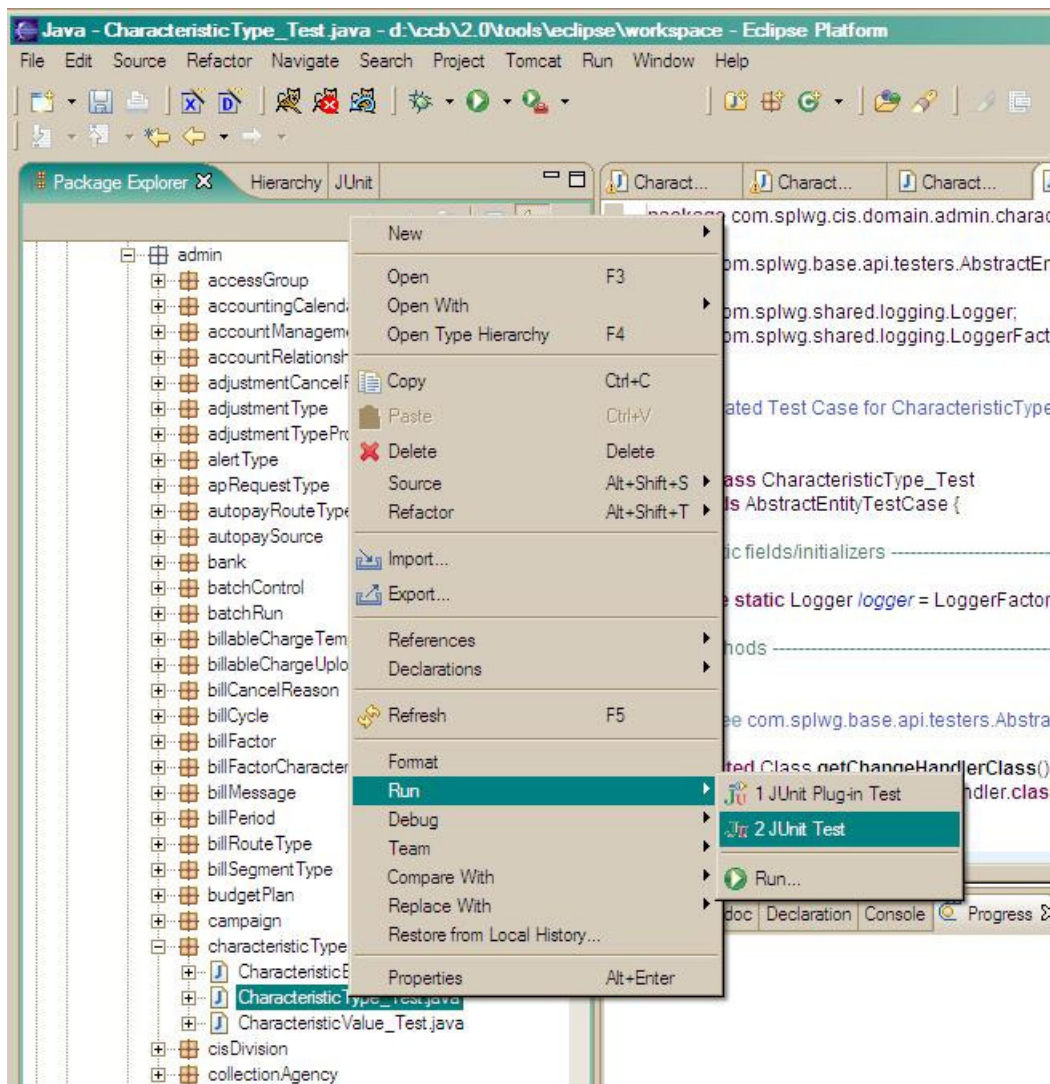 Java - CharacteristicType_Test.java - d:\ccb\2.0\tools\eclipse\workspace - Eclipse Platform
File Edit Source Refactor Navigate Search Project Tomcat Run Window Help
Package Explorer Hierarchy JUnit
Charact... Charact... Charact...
admin
accessGroup
accountingCalenda
accountManageme
accountRelationsh
adjustmentCancelR
adjustmentType
adjustmentTypePro
alertType
apRequestType
autopayRouteType
autopaySource
bank
batchControl
batchRun
billableChargeTem
billableChargeUplo
billCancelReason
billCycle
billFactor
billFactorCharacter
billMessage
billPeriod
billRouteType
billSegmentType
budgetPlan
campaign
characteristicType
CharacteristicE
CharacteristicType_Test.java
CharacteristicValue_Test.java
cisDivision
collectionAgency
New
Open F3
Open With
Open Type Hierarchy F4
Copy Ctrl+C
Paste Ctrl+V
Delete Delete
Source Alt+Shift+S
Refactor Alt+Shift+T
Import...
Export...
References
Declarations
Refresh F5
Format
Run
Debug
Team
Compare With
Replace With
Restore from Local History...
Properties Alt+Enter
1 JUnit Plug-in Test
2 JUnit Test
Run...
package com.splwg.cis.domain.admin.charac
om.splwg.base.api.testers.AbstractEn
om.splwg.shared.logging.Logger;
om.splwg.shared.logging.LoggerFact
ated Test Case for CharacteristicType
ass CharacteristicType_Test
ds AbstractEntityTestCase {
tic fields/initializers -----------------------------
e static Logger logger = LoggerFactor
hods --------------------------------------------
ee com.splwg.base.api.testers.Abstra
ted Class getChangeHandlerClass()
ndler.clas
doc Declaration Console Progress